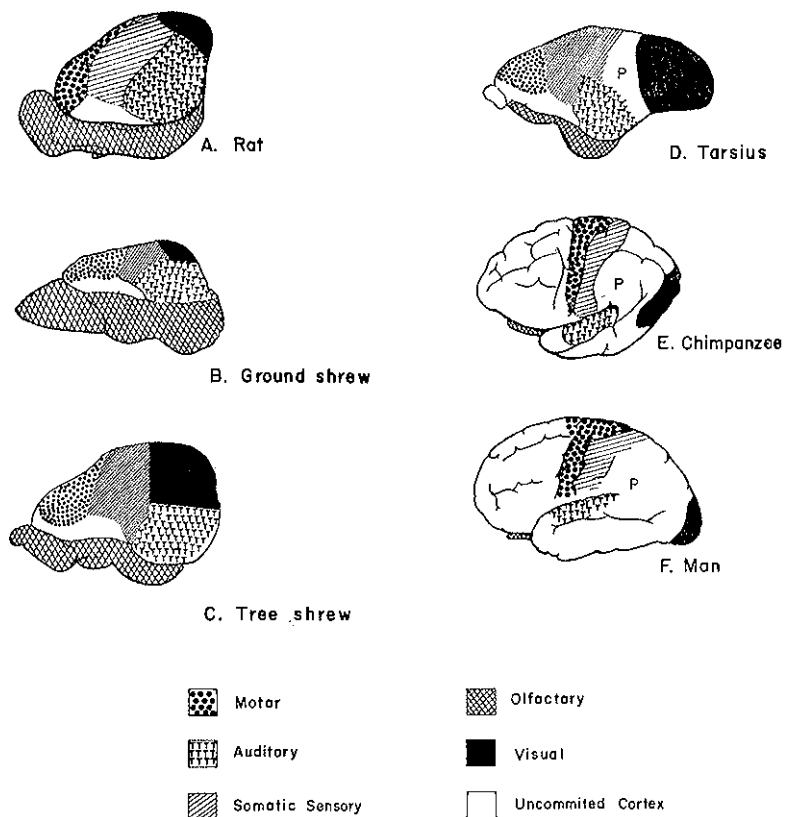 A. Rat
B. Ground shrew
C. Tree shrew
P
D. Tarsius
P
E. Chimpanzee
P
F. Man
Motor
Auditory
Somatic Sensory
Olfactory
Visual
Uncommited Cortex